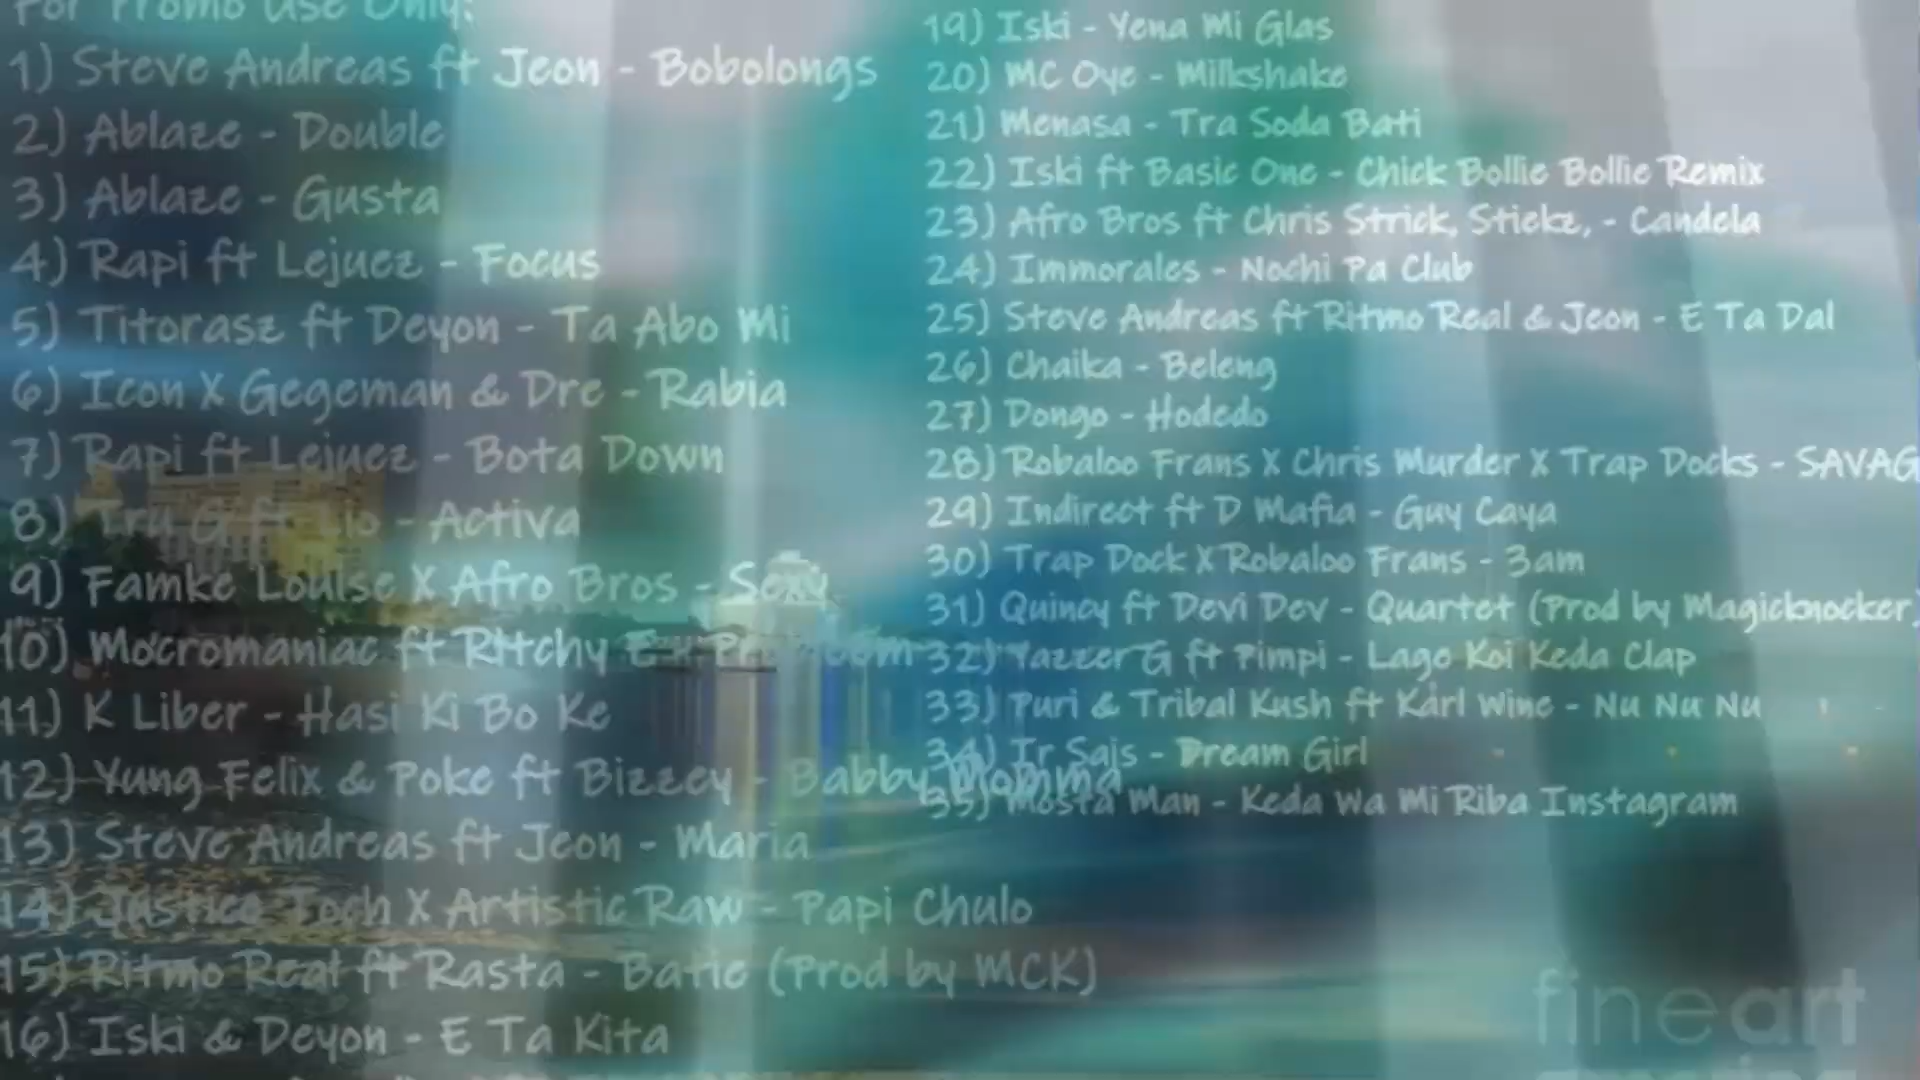 For Promo Use Only:
1) Steve Andreas ft Jeon - Bobolongs
2) Ablaze - Double
3) Ablaze - Gusta
4) Rapi ft Lejuez - Focus
5) Titorasz ft Deyon - Ta Abo Mi
6) Icon X Gegeman & Dre - Rabia
7) Rapi ft Lejuez - Bota Down
8) Tru G ft Lio - Activa
9) Famke Louise X Afro Bros - Sexy
10) Mocromaniac ft Ritchy
11) K Liber - Hasi Ki Bo Ke
12) Yung Felix & Poke ft Bizzey - Babby Momma
13) Steve Andreas ft Jeon - Maria
14) Justice Toch X Artistic Raw - Papi Chulo
15) Ritmo Real ft Rasta - Batie (Prod by MCK)
16) Iski & Deyon - E Ta Kita
19) Iski - Yena Mi Glas
20) MC Oye - Milkshake
21) Menasa - Tra Soda Bati
22) Iski ft Basic One - Chick Bollie Bollie Remix
23) Afro Bros ft Chris Strick, Stiekz, - Candela
24) Immorales - Nochi Pa Club
25) Steve Andreas ft Ritmo Real & Jeon - E Ta Dal
26) Chaika - Beleng
27) Dongo - Hodedo
28) Robaloo Frans X Chris Murder X Trap Docks - SAVAG
29) Indirect ft D Mafia - Guy Caya
30) Trap Dock X Robaloo Frans - 3am
31) Quincy ft Devi Dev - Quartet (Prod by Magicknocker)
32) Yazzer G ft Pimpi - Lage Koi Keda Clap
33) Puri & Tribal Kush ft Karl Wine - Nu Nu Nu
34) Jr Sajs - Dream Girl
35) Mosta Man - Keda Wa Mi Riba Instagram
fineart